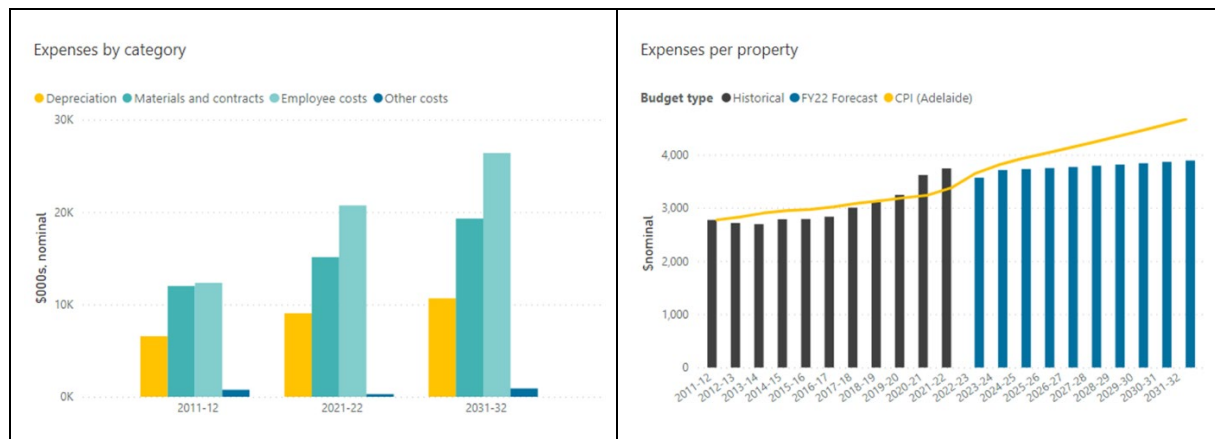 Expenses by category
Depreciation Materials and contracts Employee costs Other costs
30K
20K
10K
0K
$000s, nominal
2011-12 2021-22 2031-32
Expenses per property
Budget type Historical FY22 Forecast CPI (Adelaide)
4,000
3,000
2,000
1,000
0
$nominal
2011-12 2012-13 2013-14 2014-15 2015-16 2016-17 2017-18 2018-19 2019-20 2020-21 2021-22 2022-23 2023-24 2024-25 2025-26 2026-27 2027-28 2028-29 2029-30 2030-31 2031-32